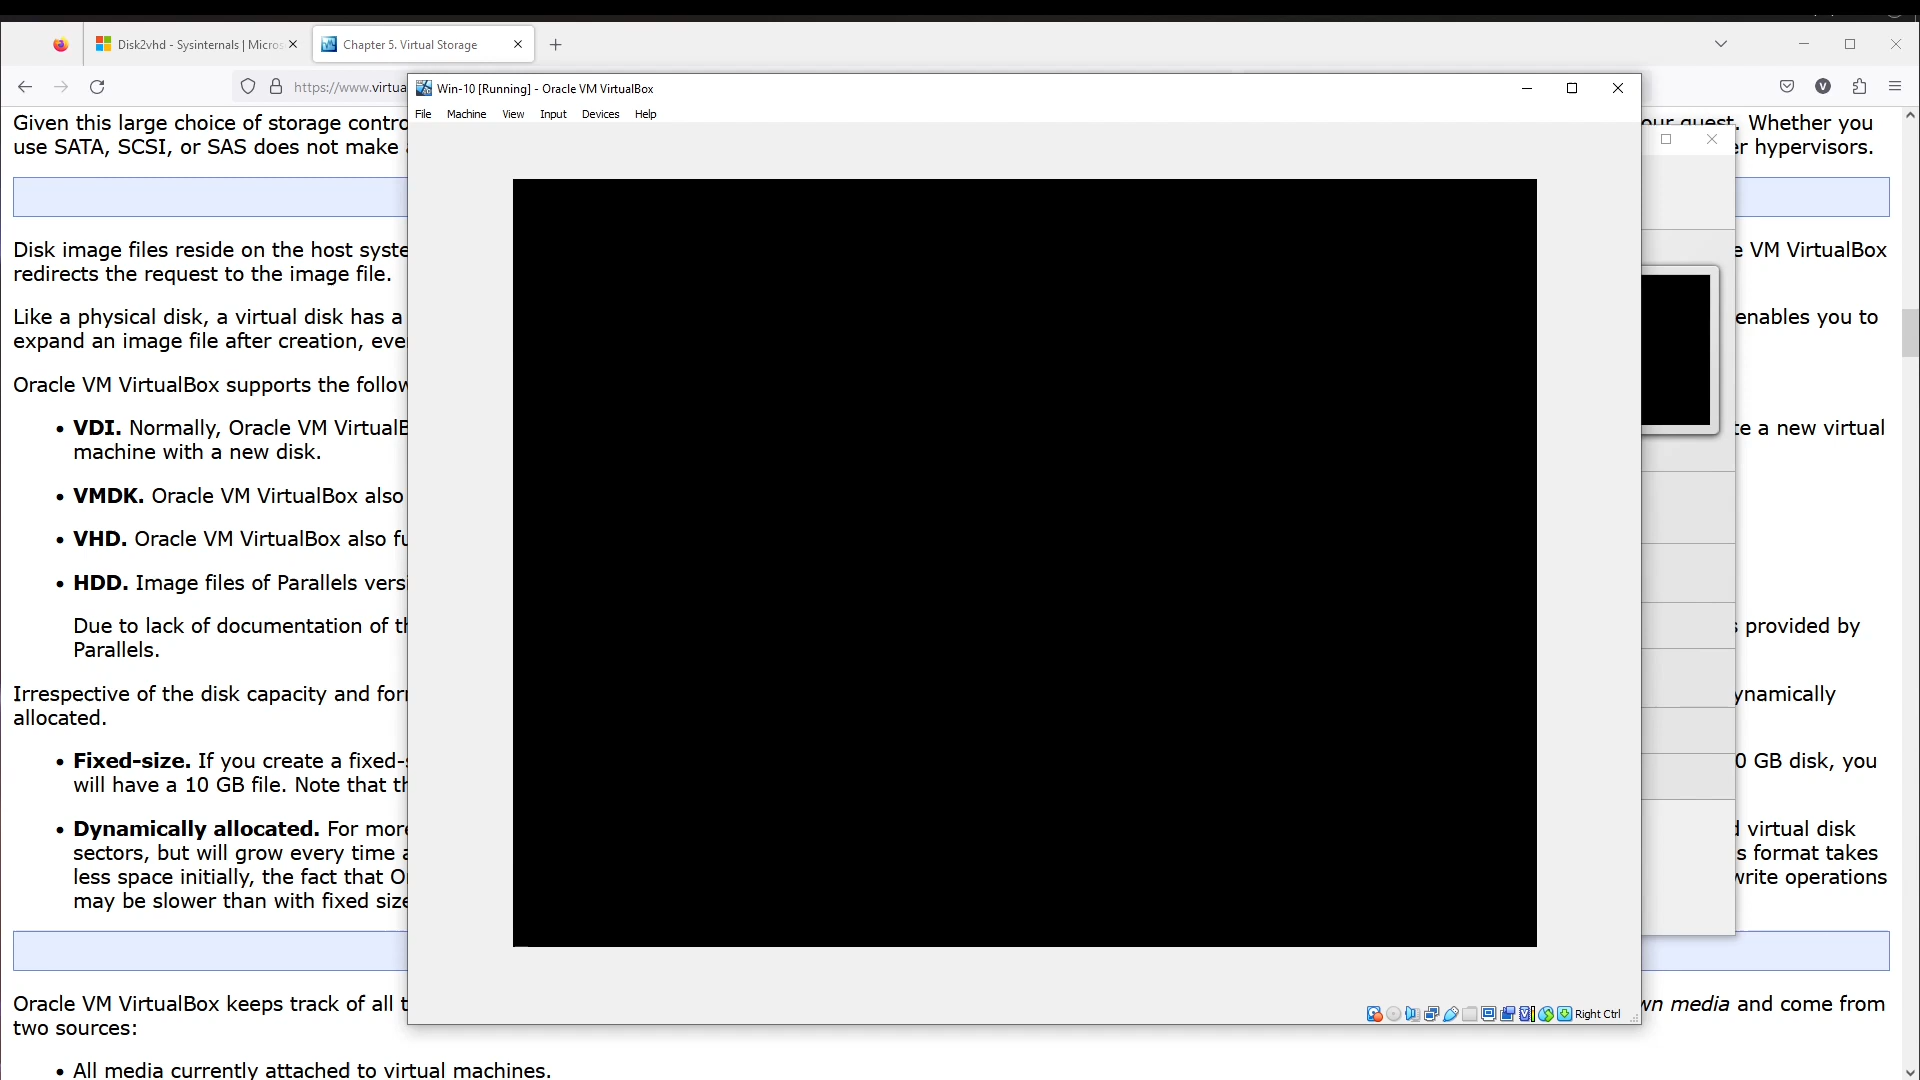 Disk2vhd - Sysinternals | Micros
Chapter 5. Virtual Storage
https://www.virtua
Win-10 [Running] - Oracle VM VirtualBox
File Machine View Input Devices Help
Given this large choice of storage contro
our guest. Whether you
use SATA, SCSI, or SAS does not make
er hypervisors.
Disk image files reside on the host syste
e VM VirtualBox
redirects the request to the image file.
Like a physical disk, a virtual disk has a
enables you to
expand an image file after creation, eve
Oracle VM VirtualBox supports the follow
• VDI. Normally, Oracle VM VirtualB
te a new virtual
machine with a new disk.
• VMDK. Oracle VM VirtualBox also
• VHD. Oracle VM VirtualBox also fu
• HDD. Image files of Parallels versi
Due to lack of documentation of th
s provided by
Parallels.
Irrespective of the disk capacity and for
ynamically
allocated.
• Fixed-size. If you create a fixed-s
0 GB disk, you
will have a 10 GB file. Note that th
• Dynamically allocated. For more
d virtual disk
sectors, but will grow every time a
s format takes
less space initially, the fact that O
write operations
may be slower than with fixed size
Oracle VM VirtualBox keeps track of all t
wn media and come from
two sources:
• All media currently attached to virtual machines.
Right Ctrl